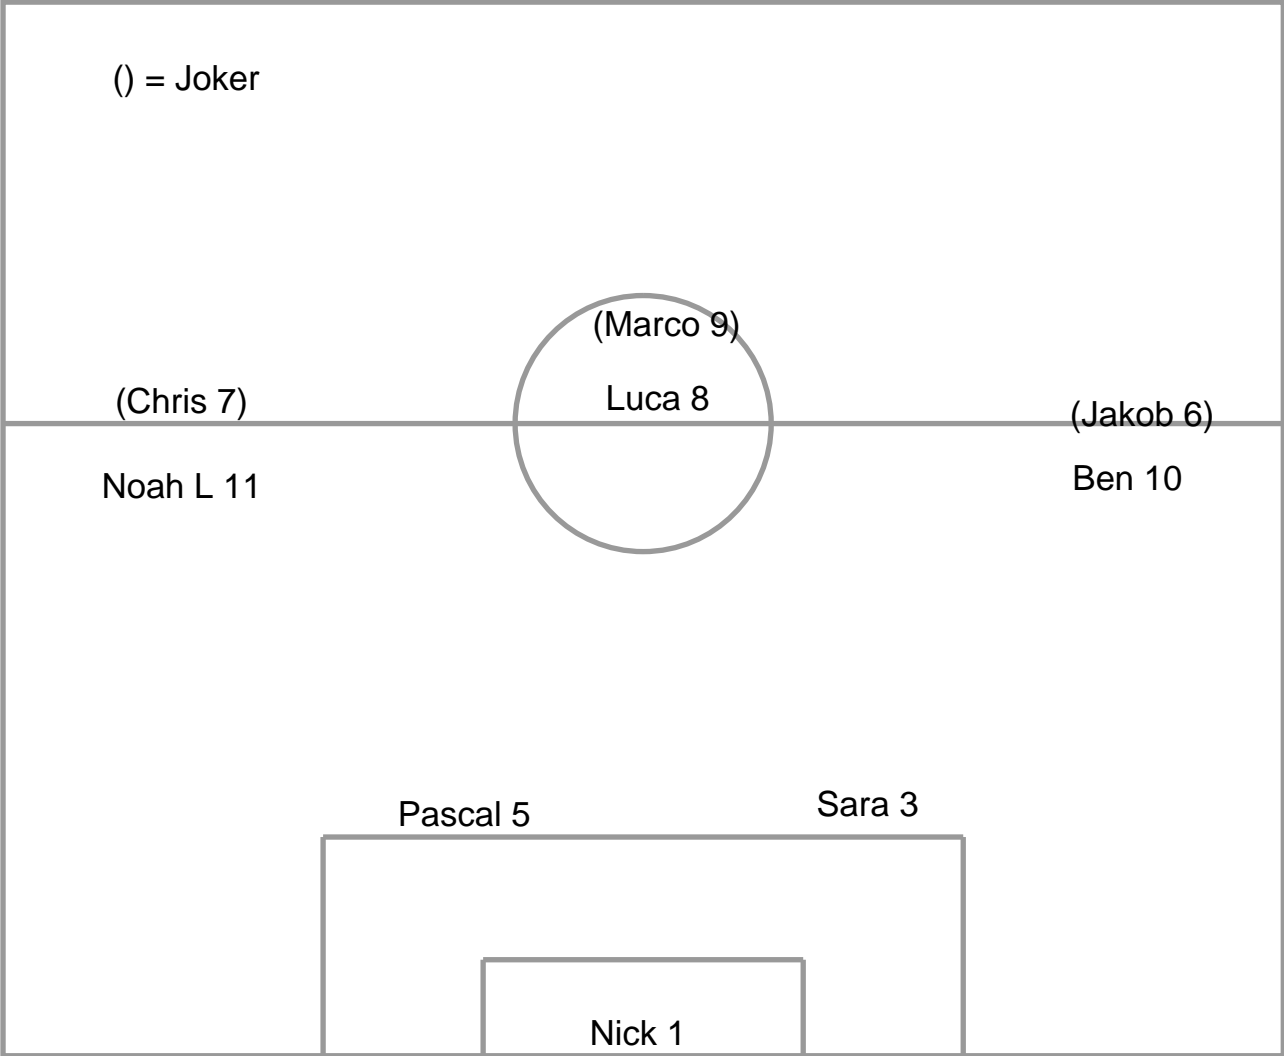 () = Joker
(Marco 9)
(Chris 7)
Luca 8
(Jakob 6)
Noah L 11
Ben 10
Pascal 5
Sara 3
Nick 1